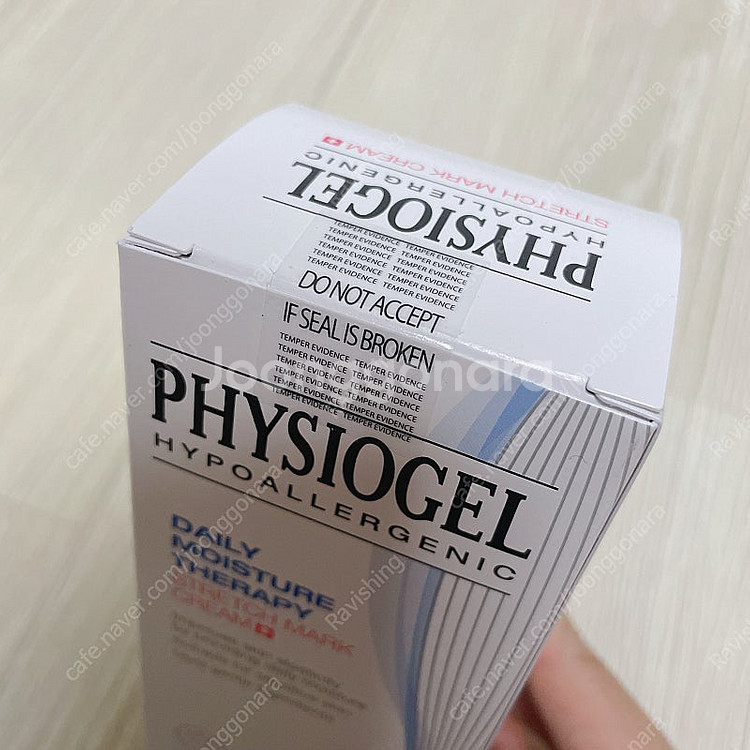 STRETCH MARK CREAM
HYPOALLERGENIC
PHYSIOGEL
TEMPER EVIDENCE TEMPER EVIDENCE
TEMPER EVIDENCE TEMPER EVIDENCE
TEMPER EVIDENCE TEMPER EVIDENCE
TEMPER EVIDENCE TEMPER EVIDENCE
DO NOT ACCEPT
IF SEAL IS BROKEN
TEMPER EVIDENCE TEMPER EVIDENCE
TEMPER EVIDENCE TEMPER EVIDENCE
TEMPER EVIDENCE TEMPER EVIDENCE
TEMPER EVIDENCE TEMPER EVIDENCE
TEMPER EVIDENCE TEMPER EVIDENCE
TEMPER EVIDENCE TEMPER EVIDENCE
Joonggonara
PHYSIOGEL
HYPOALLERGENIC
DAILY
MOISTURE
THERAPY
STRETCH MARK
CREAM
cafe.naver.com/joonggonara
Ravishing